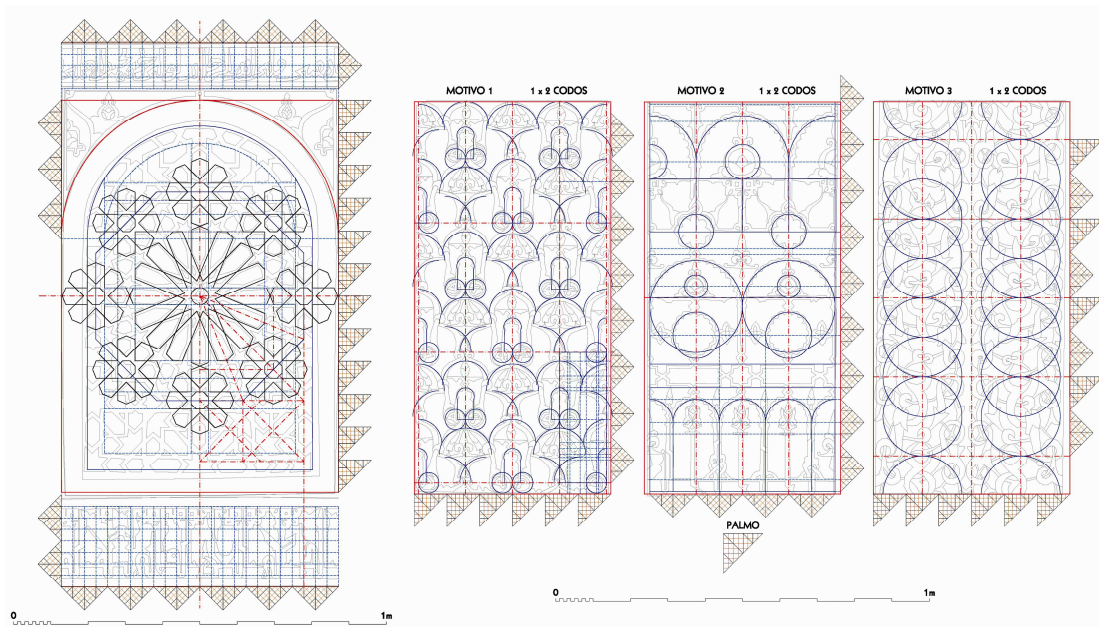 MOTIVO 1 1 x 2 CODOS
MOTIVO 2 1 x 2 CODOS
MOTIVO 3 1 x 2 CODOS
PALMO
0 1m
0 1m